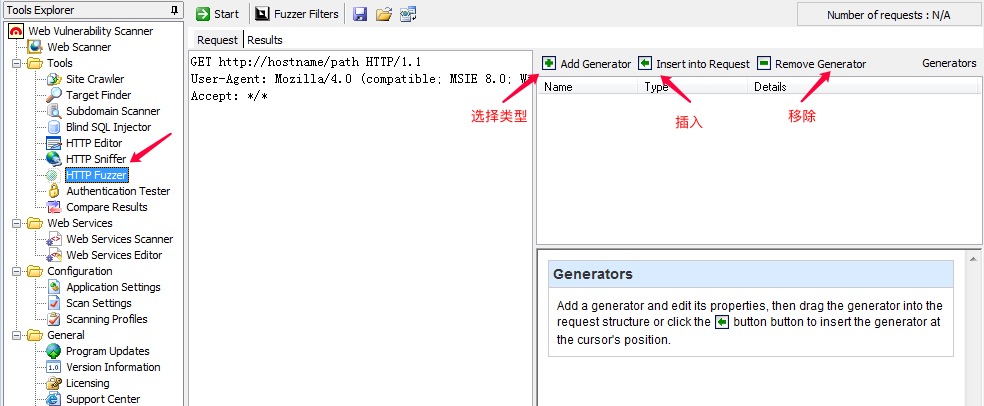 Tools Explorer
Web Vulnerability Scanner
Web Scanner
Tools
Site Crawler
Target Finder
Subdomain Scanner
Blind SQL Injector
HTTP Editor
HTTP Sniffer
HTTP Fuzzer
Authentication Tester
Compare Results
Web Services
Web Services Scanner
Web Services Editor
Configuration
Application Settings
Scan Settings
Scanning Profiles
General
Program Updates
Version Information
Licensing
Support Center
Start Fuzzer Filters
Number of requests : N/A
Request Results
GET http://hostname/path HTTP/1.1
User-Agent: Mozilla/4.0 (compatible; MSIE 8.0;
Accept: */*
Add Generator Insert into Request Remove Generator Generators
Name Type Details
选择类型 插入 移除
Generators
Add a generator and edit its properties, then drag the generator into the
request structure or click the button button to insert the generator at
the cursor's position.